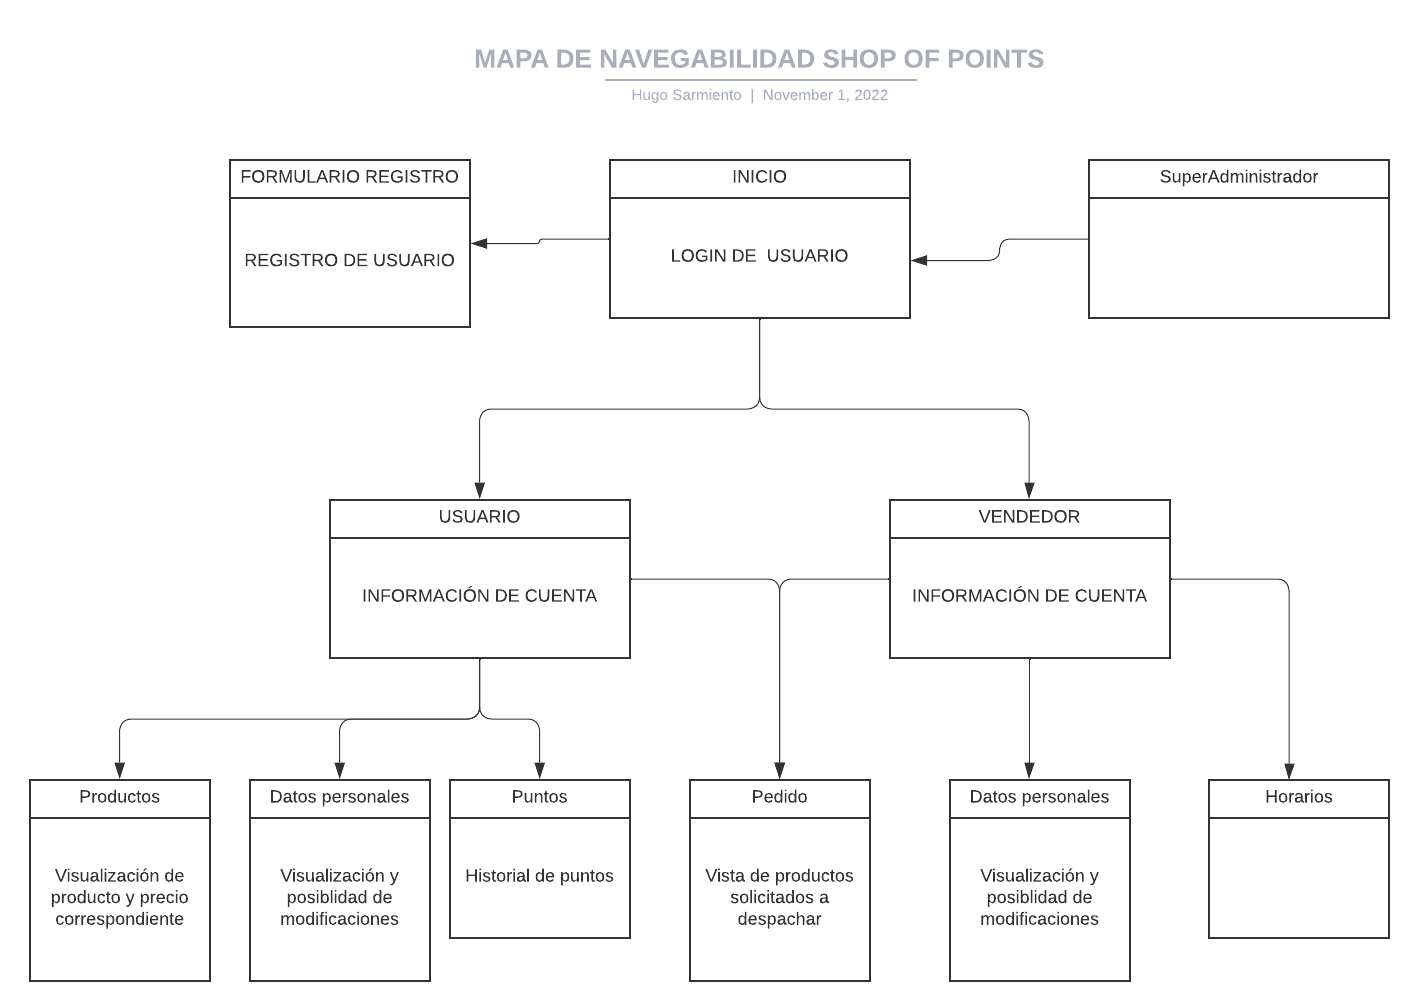 MAPA DE NAVEGABILIDAD SHOP OF POINTS
Hugo Sarmiento | November 1, 2022
FORMULARIO REGISTRO
REGISTRO DE USUARIO
INICIO
LOGIN DE USUARIO
SuperAdministrador
USUARIO
INFORMACIÓN DE CUENTA
VENDEDOR
INFORMACIÓN DE CUENTA
Productos
Visualización de
producto y precio
correspondiente
Datos personales
Visualización y
posiblidad de
modificaciones
Puntos
Historial de puntos
Pedido
Vista de productos
solicitados a
despachar
Datos personales
Visualización y
posiblidad de
modificaciones
Horarios